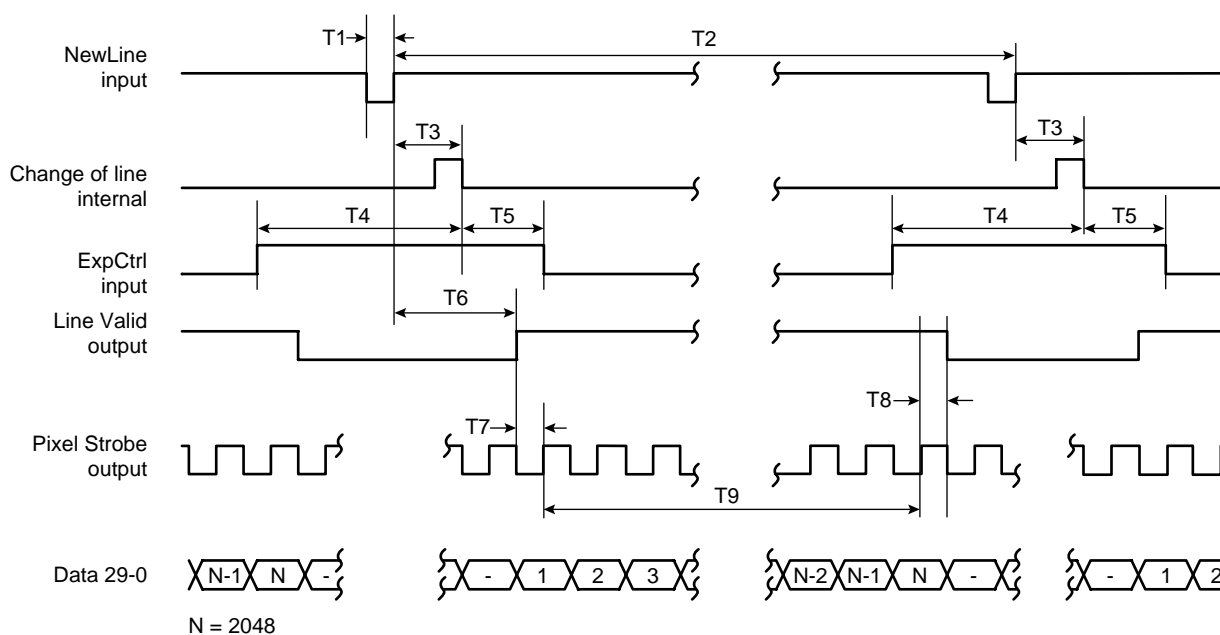 NewLine
input
T1
T2
T3
T3
Change of line
internal
T4
T5
T4
T5
ExpCtrl
input
T6
Line Valid
output
T8
T7
Pixel Strobe
output
T9
Data 29-0
N-1 N - - 1 2 3 N-2 N-1 N - - 1 2
N = 2048